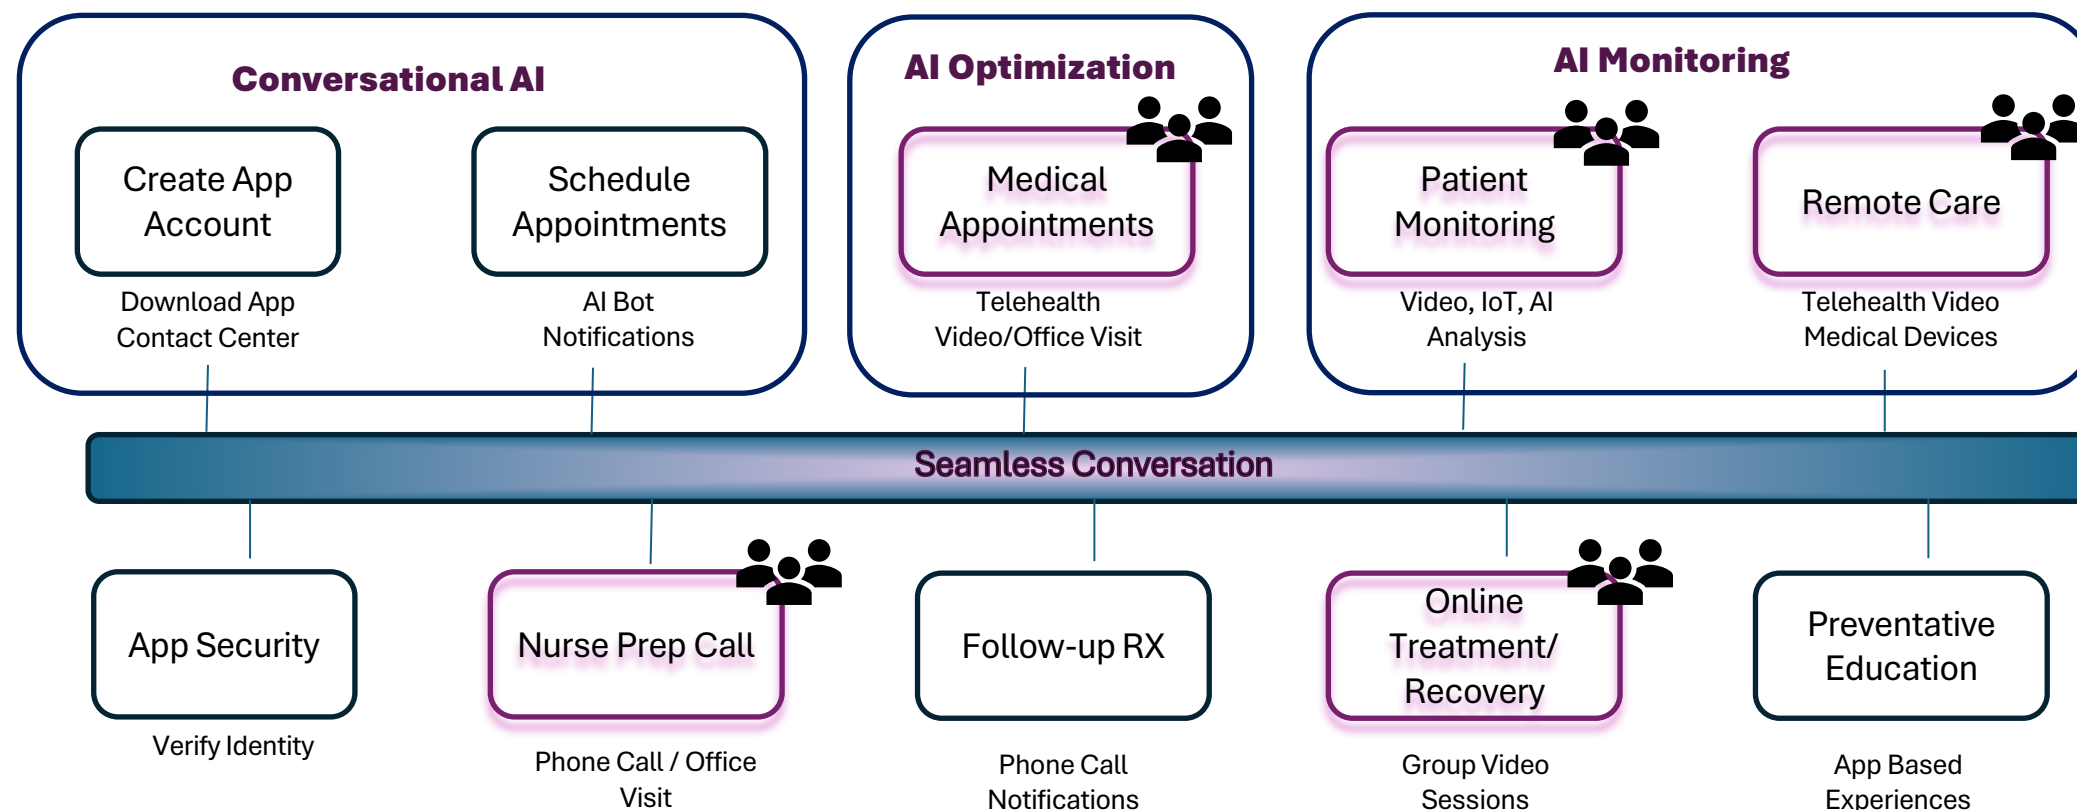 Conversational AI
AI Optimization
AI Monitoring
Create App
Account
Schedule
Appointments
Medical
Appointments
Patient
Monitoring
Remote Care
Download App
Contact Center
AI Bot
Notifications
Telehealth
Video/Office Visit
Video, IoT, AI
Analysis
Telehealth Video
Medical Devices
Seamless Conversation
App Security
Nurse Prep Call
Follow-up RX
Online
Treatment/
Recovery
Preventative
Education
Verify Identity
Phone Call / Office
Visit
Phone Call
Notifications
Group Video
Sessions
App Based
Experiences